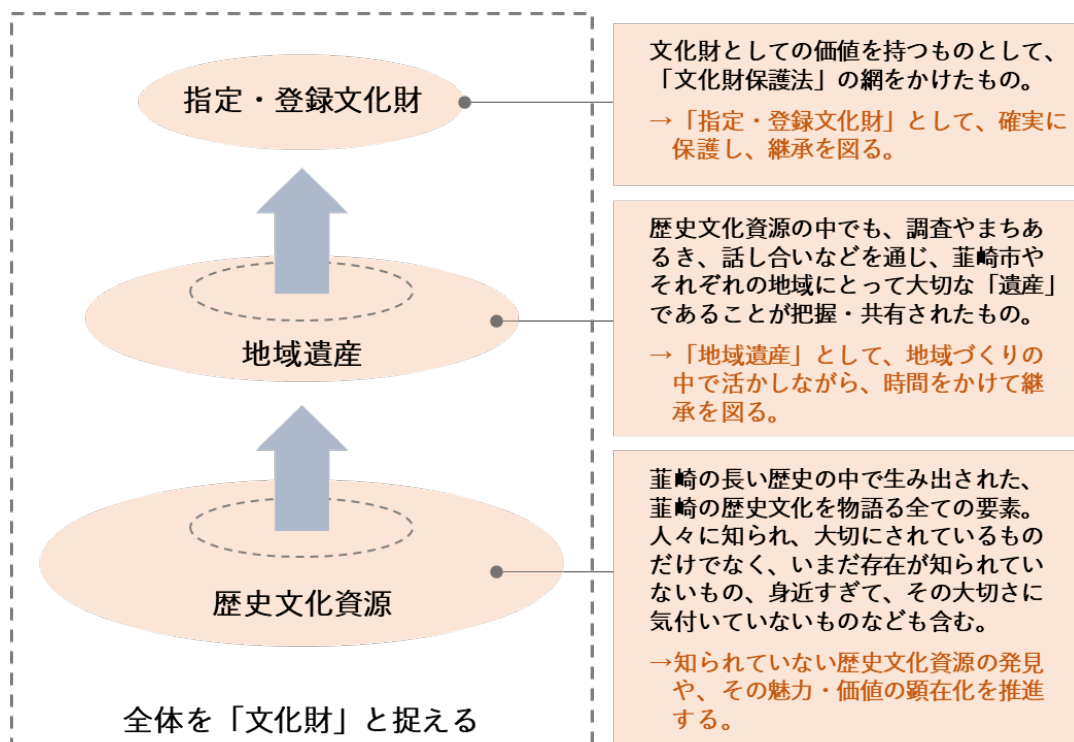 指定・登録文化財
文化財としての価値を持つものとして、
「文化財保護法」の網をかけたもの。
→「指定・登録文化財」として、確実に
保護し、継承を図る。
地域遺産
歴史文化資源の中でも、調査やまちあ
るき、話し合いなどを通じ、韮崎市や
それぞれの地域にとって大切な「遺産」
であることが把握・共有されたもの。
→「地域遺産」として、地域づくりの
中で活かしながら、時間をかけて継
承を図る。
歴史文化資源
韮崎の長い歴史の中で生み出された、
韮崎の歴史文化を物語る全ての要素。
人々に知られ、大切にされているもの
だけでなく、いまだ存在が知られてい
ないもの、身近すぎて、その大切さに
気付いていないものなども含む。
→知られていない歴史文化資源の発見
や、その魅力・価値の顕在化を推進
する。
全体を「文化財」と捉える